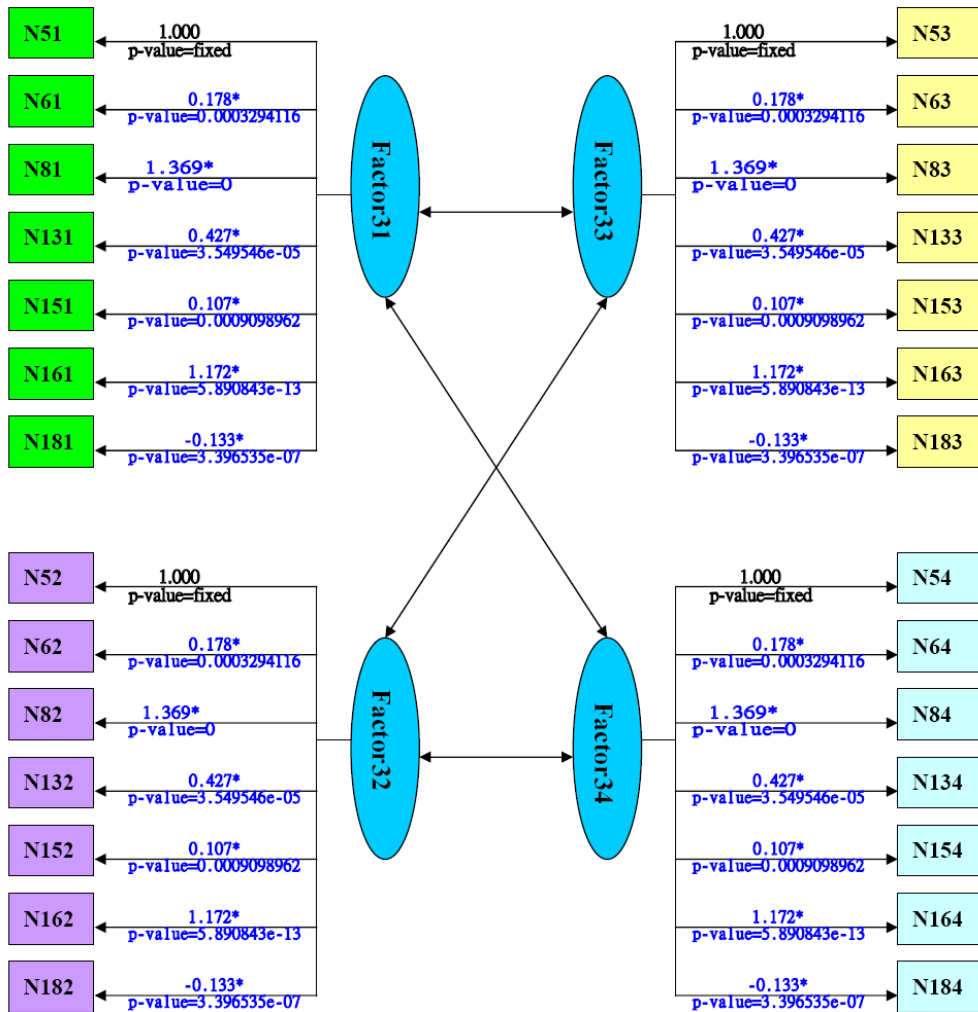 N51
1.000
p-value=fixed
N61
0.178*
p-value=0.0003294116
N81
1.369*
p-value=0
N131
0.427*
p-value=3.549546e-05
N151
0.107*
p-value=0.0009098962
N161
1.172*
p-value=5.890843e-13
N181
-0.133*
p-value=3.396535e-07
Factor31
Factor33
1.000
p-value=fixed
N53
0.178*
p-value=0.0003294116
N63
1.369*
p-value=0
N83
0.427*
p-value=3.549546e-05
N133
0.107*
p-value=0.0009098962
N153
1.172*
p-value=5.890843e-13
N163
-0.133*
p-value=3.396535e-07
N183
N52
1.000
p-value=fixed
N62
0.178*
p-value=0.0003294116
N82
1.369*
p-value=0
N132
0.427*
p-value=3.549546e-05
N152
0.107*
p-value=0.0009098962
N162
1.172*
p-value=5.890843e-13
N182
-0.133*
p-value=3.396535e-07
Factor32
Factor34
1.000
p-value=fixed
N54
0.178*
p-value=0.0003294116
N64
1.369*
p-value=0
N84
0.427*
p-value=3.549546e-05
N134
0.107*
p-value=0.0009098962
N154
1.172*
p-value=5.890843e-13
N164
-0.133*
p-value=3.396535e-07
N184